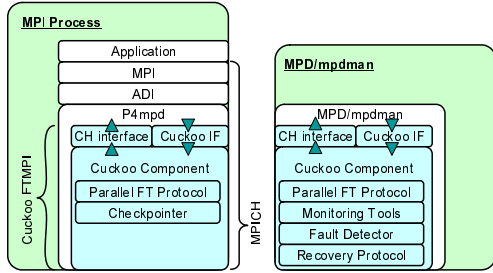 MPI Process
Application
MPI
ADI
P4mpd
CH interface
Cuckoo IF
Cuckoo Component
Parallel FT Protocol
Checkpointer
Cuckoo FTMPI
MPICH
MPD/mpdman
MPD/mpdman
CH interface
Cuckoo IF
Cuckoo Component
Parallel FT Protocol
Monitoring Tools
Fault Detector
Recovery Protocol